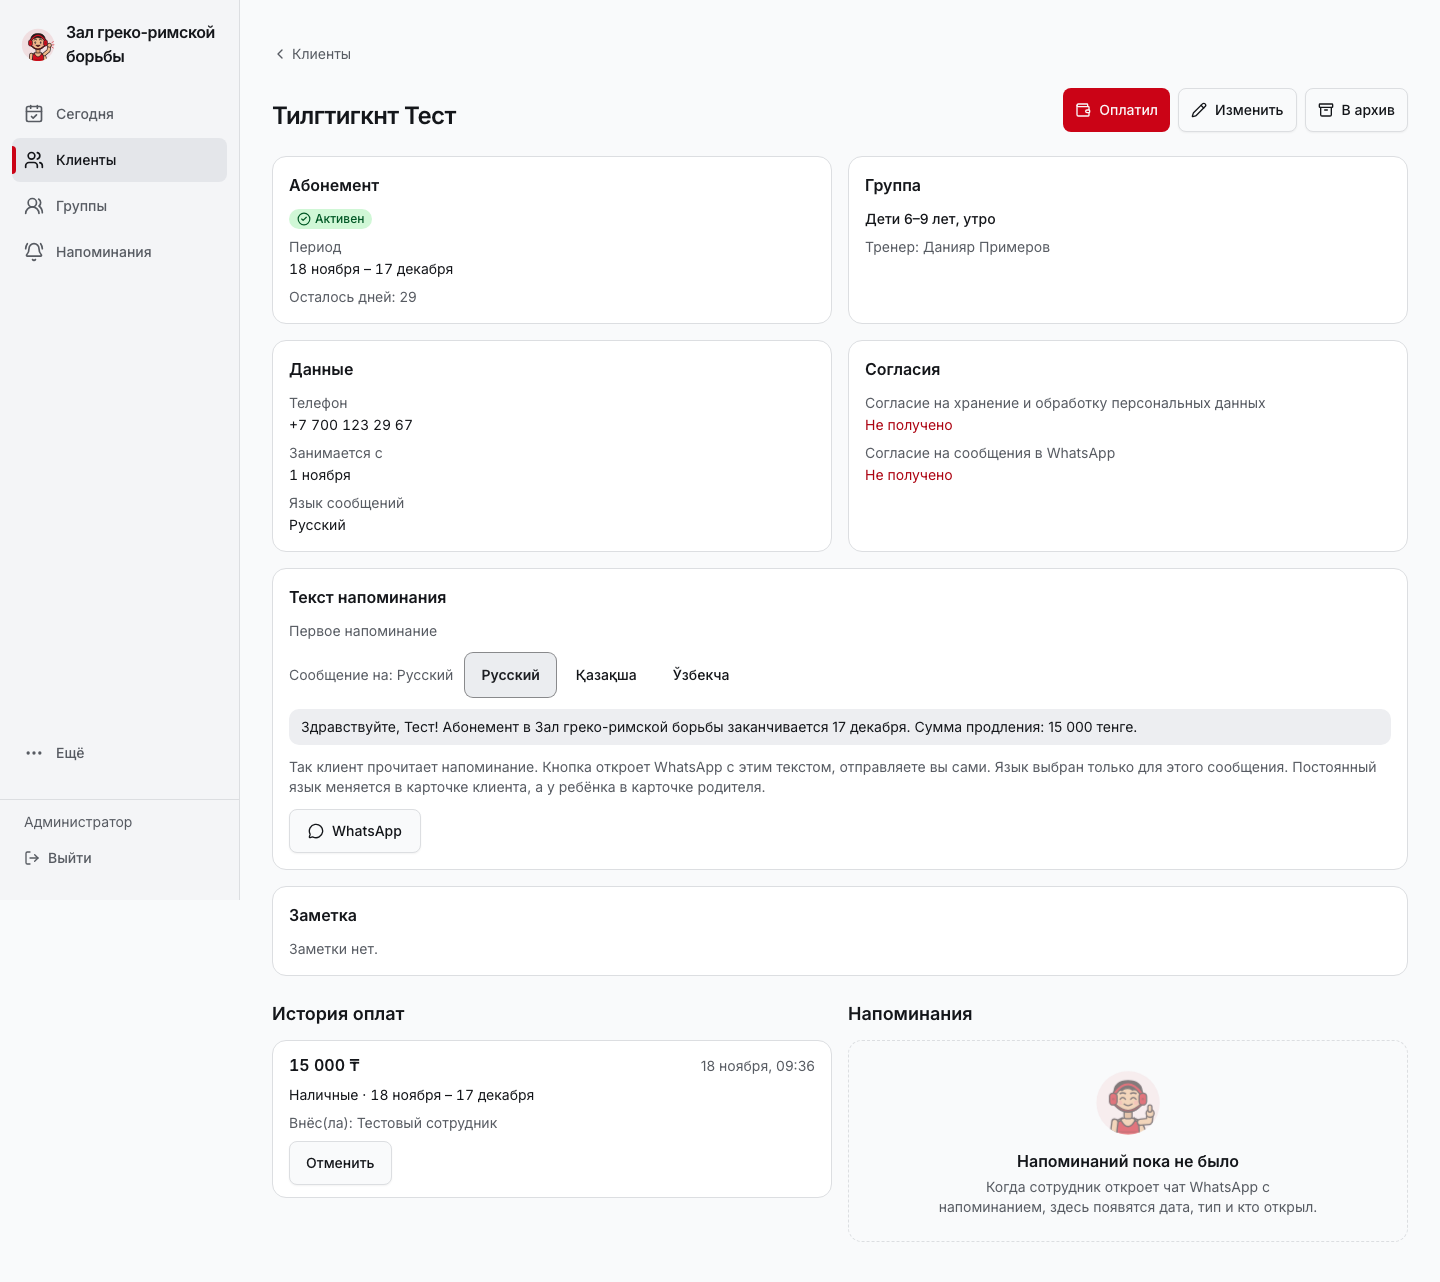 Зал греко-римской
борьбы
Сегодня
Клиенты
Группы
Напоминания
Ещё
Администратор
Выйти
Клиенты
Тилгтигкнт Тест
Оплатил
Изменить
В архив
Абонемент
Активен
Период
18 ноября – 17 декабря
Осталось дней: 29
Группа
Дети 6–9 лет, утро
Тренер: Данияр Примеров
Данные
Телефон
+7 700 123 29 67
Занимается с
1 ноября
Язык сообщений
Русский
Согласия
Согласие на хранение и обработку персональных данных
Не получено
Согласие на сообщения в WhatsApp
Не получено
Текст напоминания
Первое напоминание
Сообщение на: Русский
Русский
Қазақша
Ўзбекча
Здравствуйте, Тест! Абонемент в Зал греко-римской борьбы заканчивается 17 декабря. Сумма продления: 15 000 тенге.
Так клиент прочитает напоминание. Кнопка откроет WhatsApp с этим текстом, отправляете вы сами. Язык выбран только для этого сообщения. Постоянный
язык меняется в карточке клиента, а у ребёнка в карточке родителя.
WhatsApp
Заметка
Заметки нет.
История оплат
15 000 ₸
18 ноября, 09:36
Наличные · 18 ноября – 17 декабря
Внёс(ла): Тестовый сотрудник
Отменить
Напоминания
Напоминаний пока не было
Когда сотрудник откроет чат WhatsApp с
напоминанием, здесь появятся дата, тип и кто открыл.